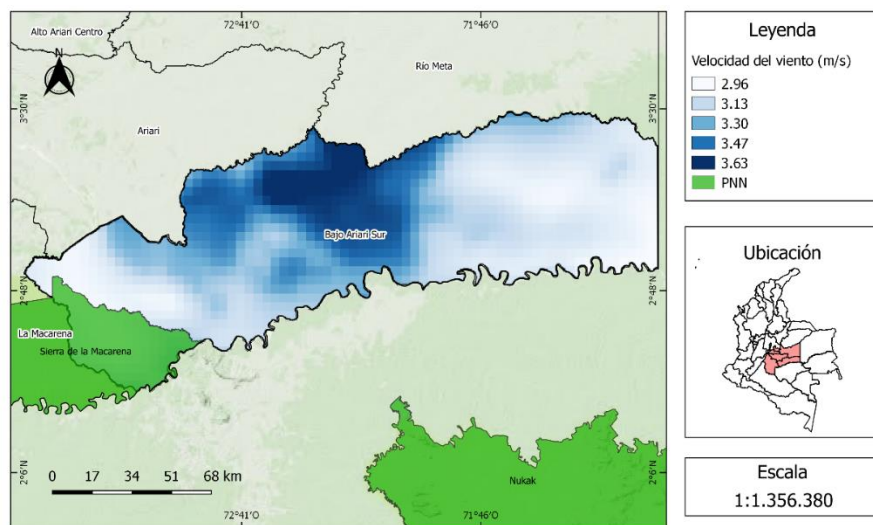 72°41'O
71°46'O
Alto Ariari Centro
N
Río Meta
3°30'N
3°30'N
Ariari
Bajo Ariari Sur
2°48'N
2°48'N
La Macarena
Sierra de la Macarena
2°6'N
2°6'N
Nukak
0 17 34 51 68 km
72°41'O
71°46'O
Leyenda
Velocidad del viento (m/s)
2.96
3.13
3.30
3.47
3.63
PNN
Ubicación
Escala
1:1.356.380